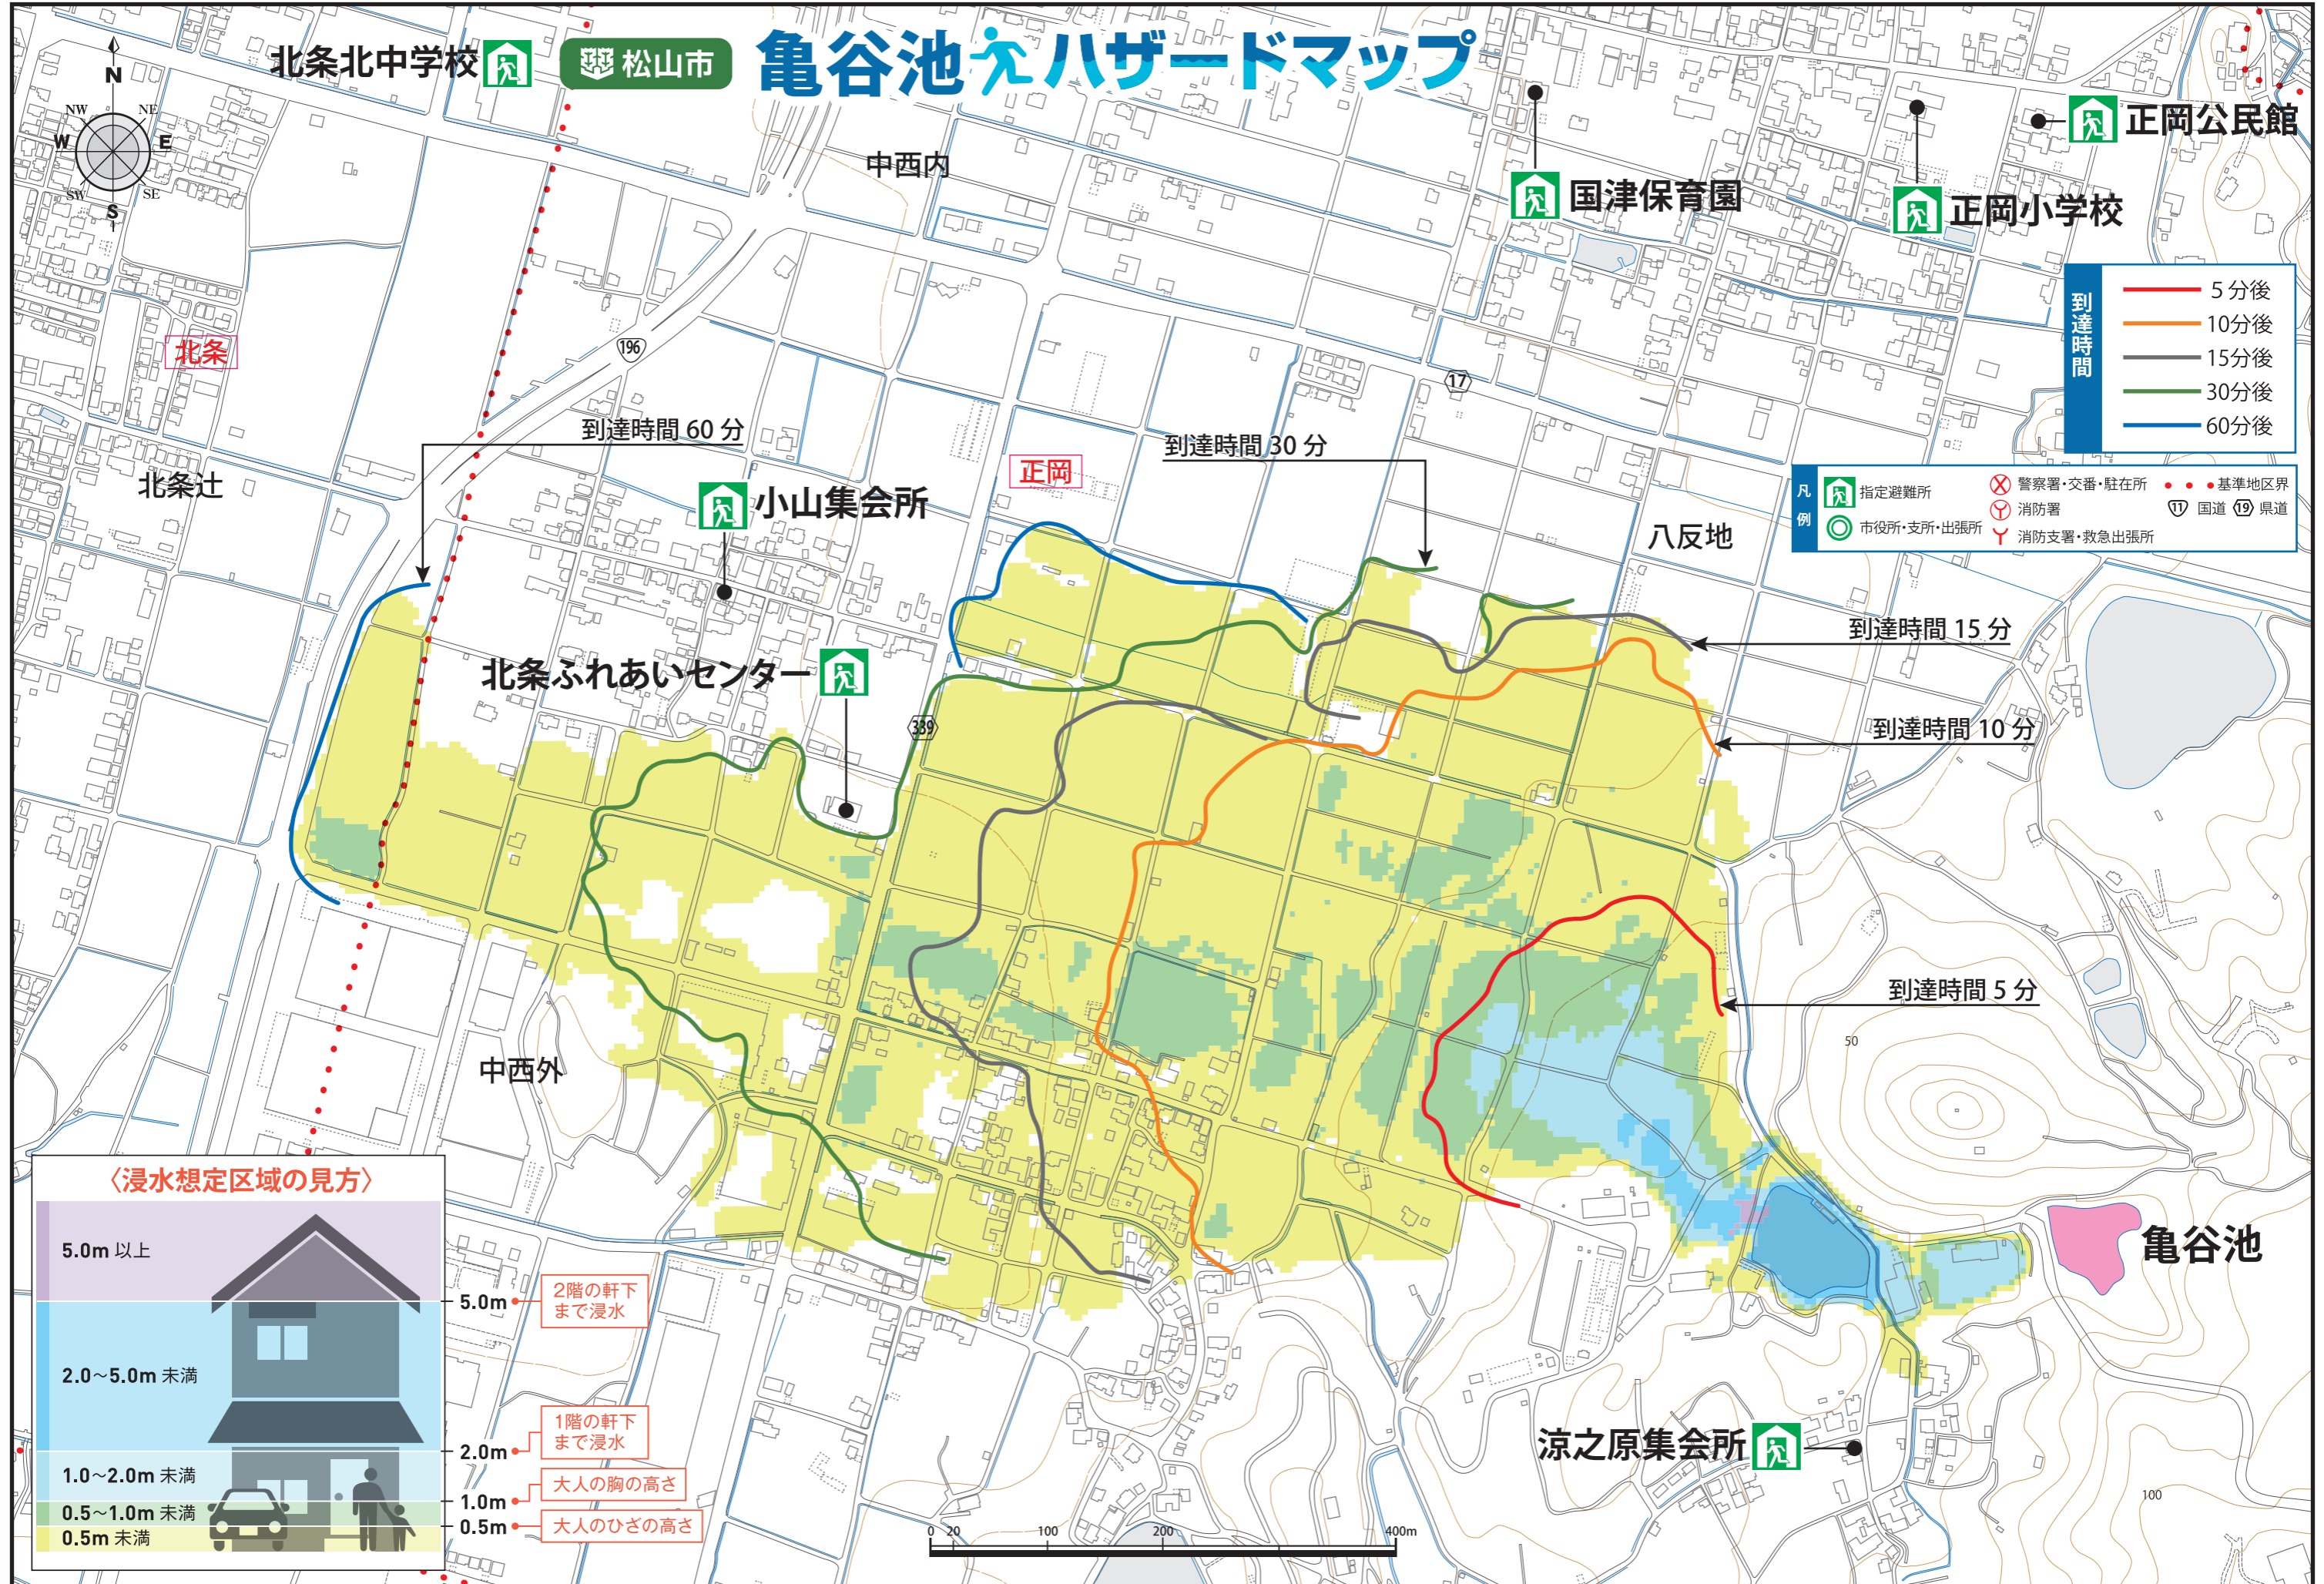 北条北中学校
松山市
亀谷池ハザードマップ
N
NW
NE
W
E
SW
SE
S
中西内
国津保育園
正岡公民館
正岡小学校
到達時間
5分後
10分後
15分後
30分後
60分後
凡例
指定避難所
市役所・支所・出張所
警察署・交番・駐在所
消防署
消防支署・救急出張所
基準地区界
11 国道 19 県道
北条
196
17
到達時間 60 分
到達時間 30 分
正岡
北条辻
小山集会所
八反地
到達時間 15 分
北条ふれあいセンター
339
到達時間 10 分
到達時間 5 分
50
中西外
亀谷池
涼之原集会所
100
〈浸水想定区域の見方〉
5.0m 以上
2.0〜5.0m 未満
1.0〜2.0m 未満
0.5〜1.0m 未満
0.5m 未満
5.0m
2階の軒下
まで浸水
2.0m
1階の軒下
まで浸水
1.0m
大人の胸の高さ
0.5m
大人のひざの高さ
0 20 100 200 400m